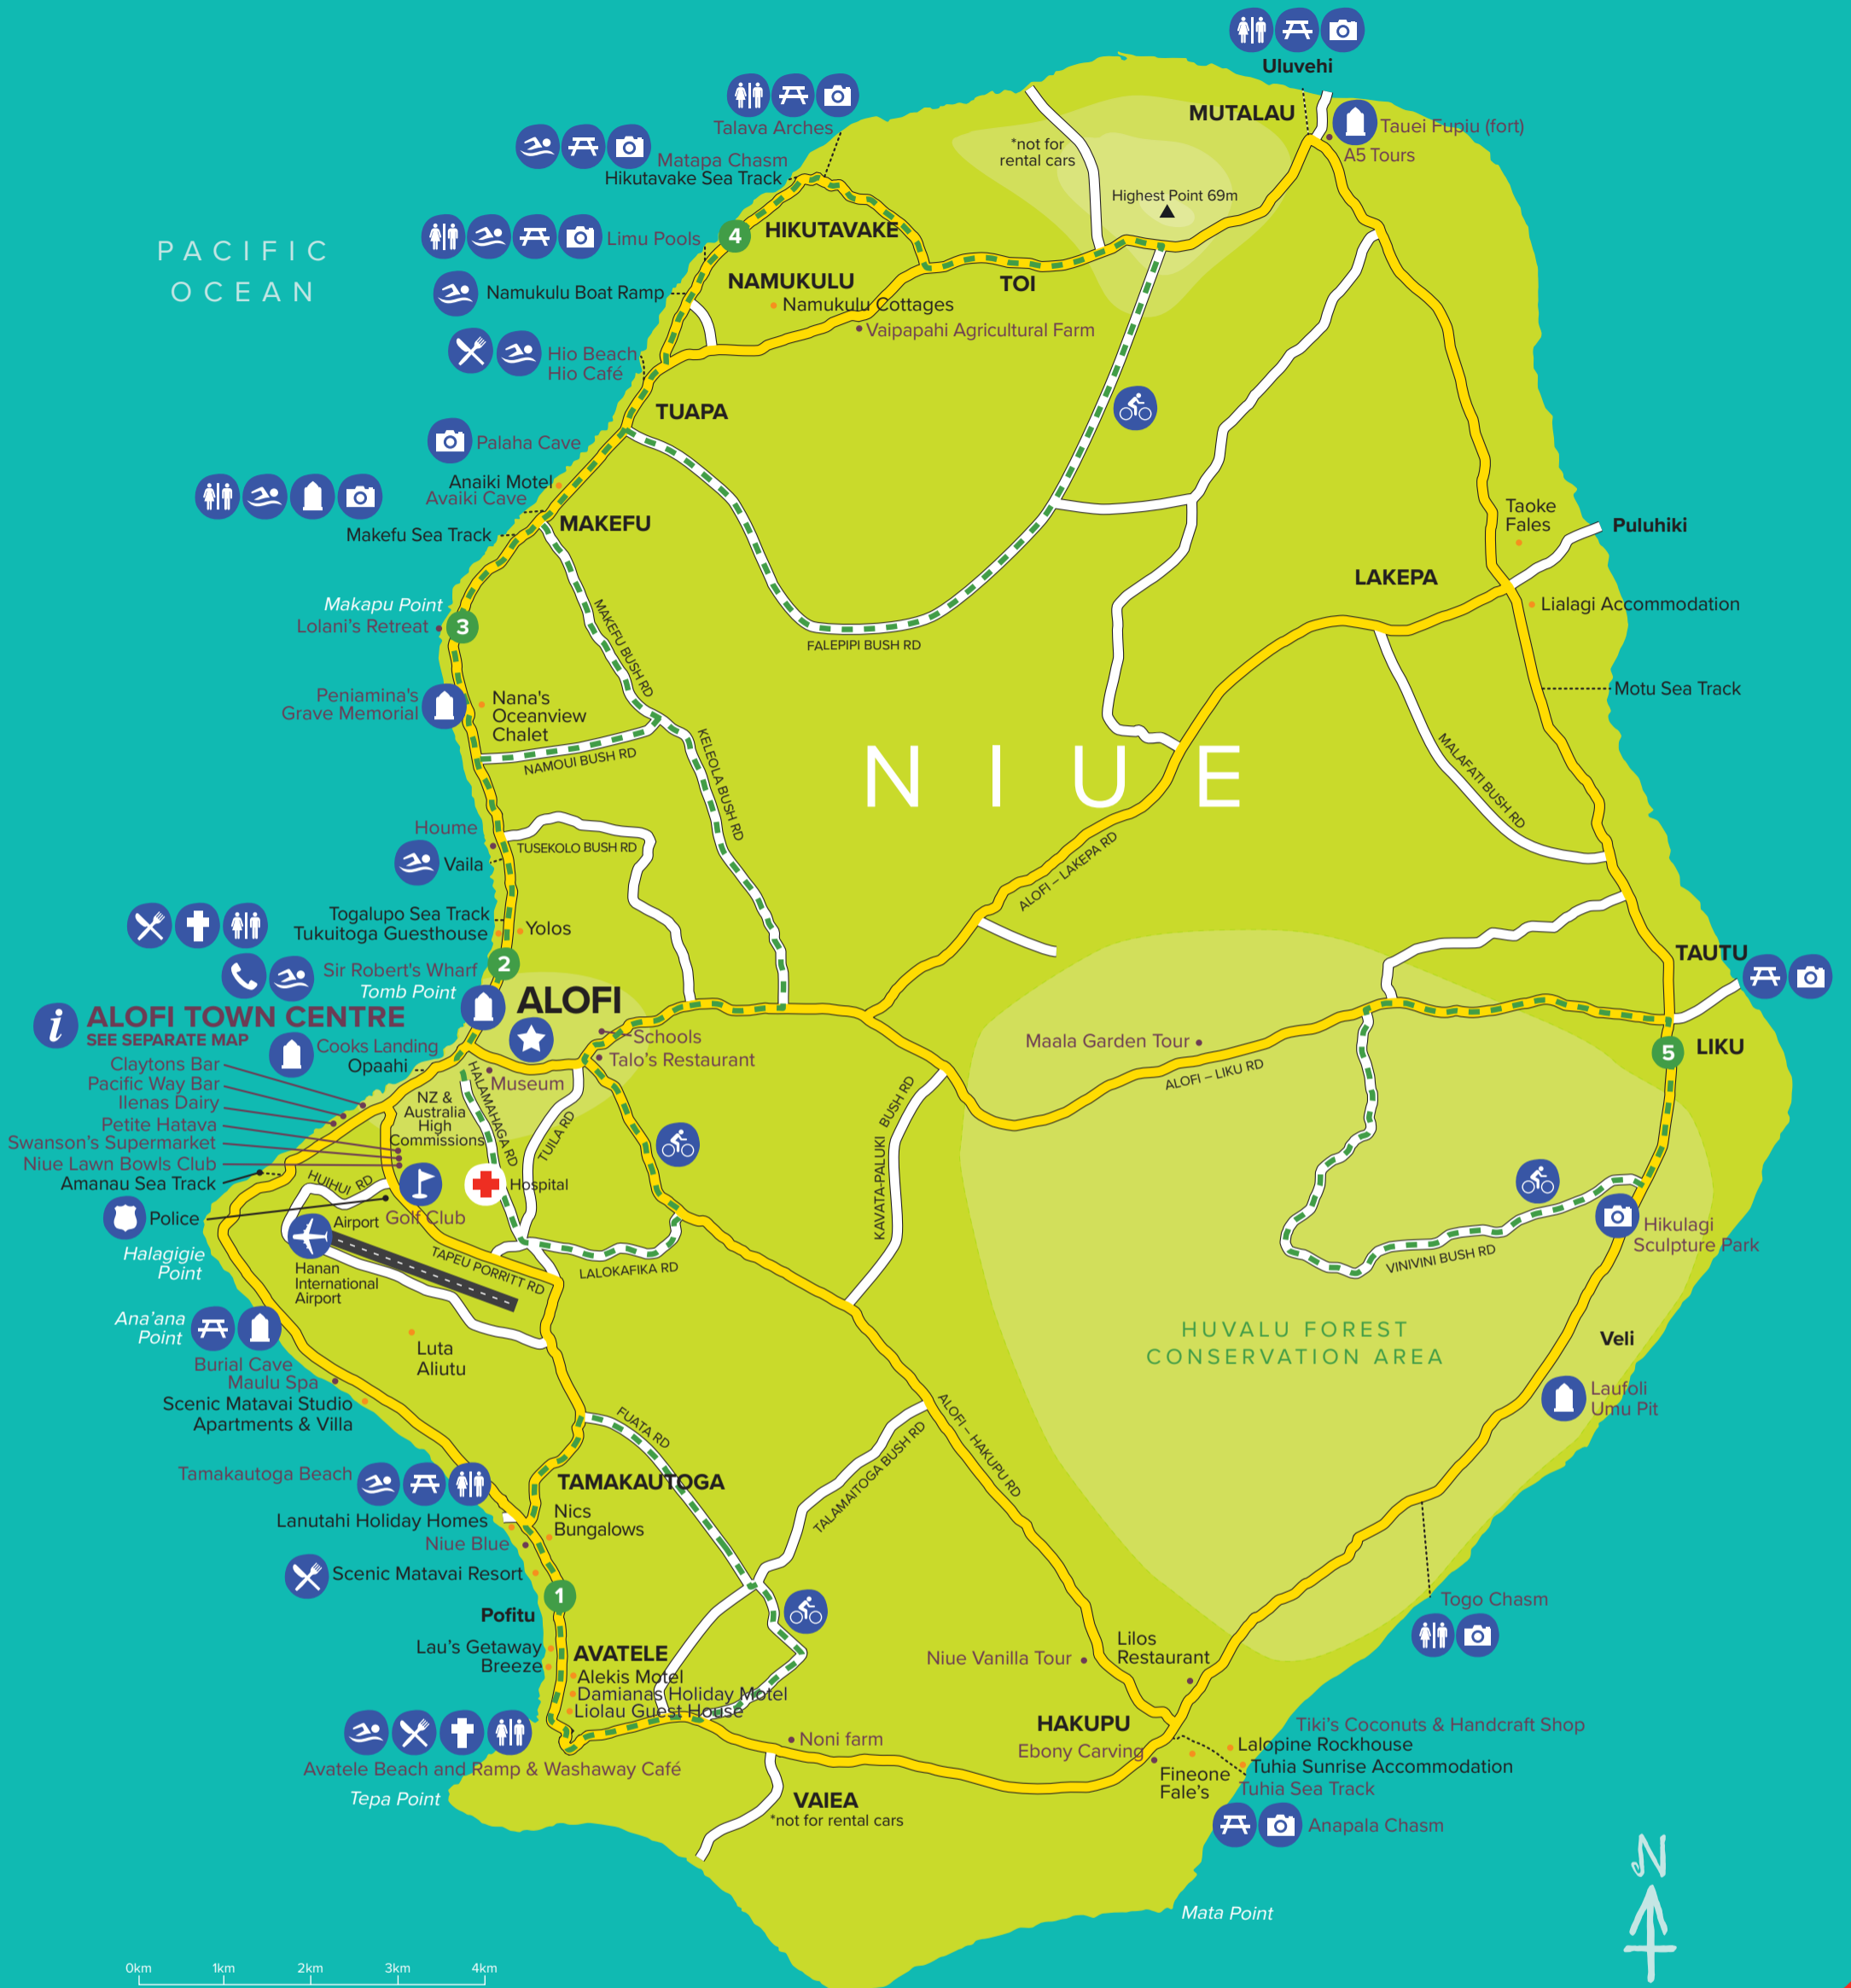 Uluvehi
MUTALAU
Tauei Fupiu (fort)
A5 Tours
Talava Arches
Matapa Chasm
Hikutavake Sea Track
*not for
rental cars
Highest Point 69m
PACIFIC
OCEAN
Limu Pools
4
HIKUTAVAKE
NAMUKULU
TOI
Namukulu Boat Ramp
Namukulu Cottages
Vaipapahi Agricultural Farm
Hio Beach
Hio Café
TUAPA
Palaha Cave
Anaiki Motel
Avaiki Cave
MAKEFU
Makefu Sea Track
Taoke
Fales
Puluhiki
LAKEPA
Lialagi Accommodation
Makapu Point
Lolani's Retreat
3
MAKEFU BUSH RD
FALEPIPI BUSH RD
Motu Sea Track
Peniamina's
Grave Memorial
Nana's
Oceanview
Chalet
NAMOUI BUSH RD
KELEOLA BUSH RD
NIUE
MALAFATI BUSH RD
Houme
Vaila
TUSEKOLO BUSH RD
ALOFI – LAKEPA RD
Togalupo Sea Track
Tukuitoga Guesthouse
Yolos
2
Sir Robert's Wharf
Tomb Point
ALOFI
TAUTU
i
ALOFI TOWN CENTRE
SEE SEPARATE MAP
Cooks Landing
Opaahi
Schools
Talo's Restaurant
Museum
Maala Garden Tour
ALOFI – LIKU RD
5
LIKU
Claytons Bar
Pacific Way Bar
Ilenas Dairy
Petite Hatava
Swanson's Supermarket
Niue Lawn Bowls Club
Amanau Sea Track
NZ &
Australia
High
Commissions
HALAMAHAGA RD
TUILA RD
KAVATA-PALUKI BUSH RD
HUIHUI RD
Hospital
Police
Airport
Golf Club
Halagigie
Point
Hanan
International
Airport
TAPEU PORRITT RD
LALOKAFIKA RD
VINIVINI BUSH RD
Hikulagi
Sculpture Park
Ana'ana
Point
Luta
Aliutu
HUVALU FOREST
CONSERVATION AREA
Veli
Burial Cave
Maulu Spa
Scenic Matavai Studio
Apartments & Villa
Laufoli
Umu Pit
FUATA RD
TALAMAITOGA BUSH RD
ALOFI – HAKUPU RD
Tamakautoga Beach
TAMAKAUTOGA
Lanutahi Holiday Homes
Nics
Bungalows
Niue Blue
Scenic Matavai Resort
1
Pofitu
Togo Chasm
Lau's Getaway
Breeze
AVATELE
Alekis Motel
Damianas Holiday Motel
Liolau Guest House
Niue Vanilla Tour
Lilos
Restaurant
HAKUPU
Ebony Carving
Tiki's Coconuts & Handcraft Shop
Lalopine Rockhouse
Tuhia Sunrise Accommodation
Tuhia Sea Track
Fineone
Fale's
Noni farm
Avatele Beach and Ramp & Washaway Café
Tepa Point
VAIEA
*not for rental cars
Anapala Chasm
Mata Point
N
0km 1km 2km 3km 4km